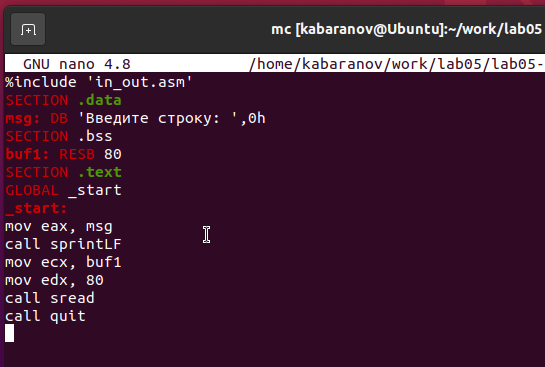 mc [kabaranov@Ubuntu]:~/work/lab05
GNU nano 4.8 /home/kabaranov/work/lab05/lab05-
%include 'in_out.asm'
SECTION .data
msg: DB 'Введите строку: ',0h
SECTION .bss
buf1: RESB 80
SECTION .text
GLOBAL _start
_start:
mov eax, msg
call sprintLF
mov ecx, buf1
mov edx, 80
call sread
call quit